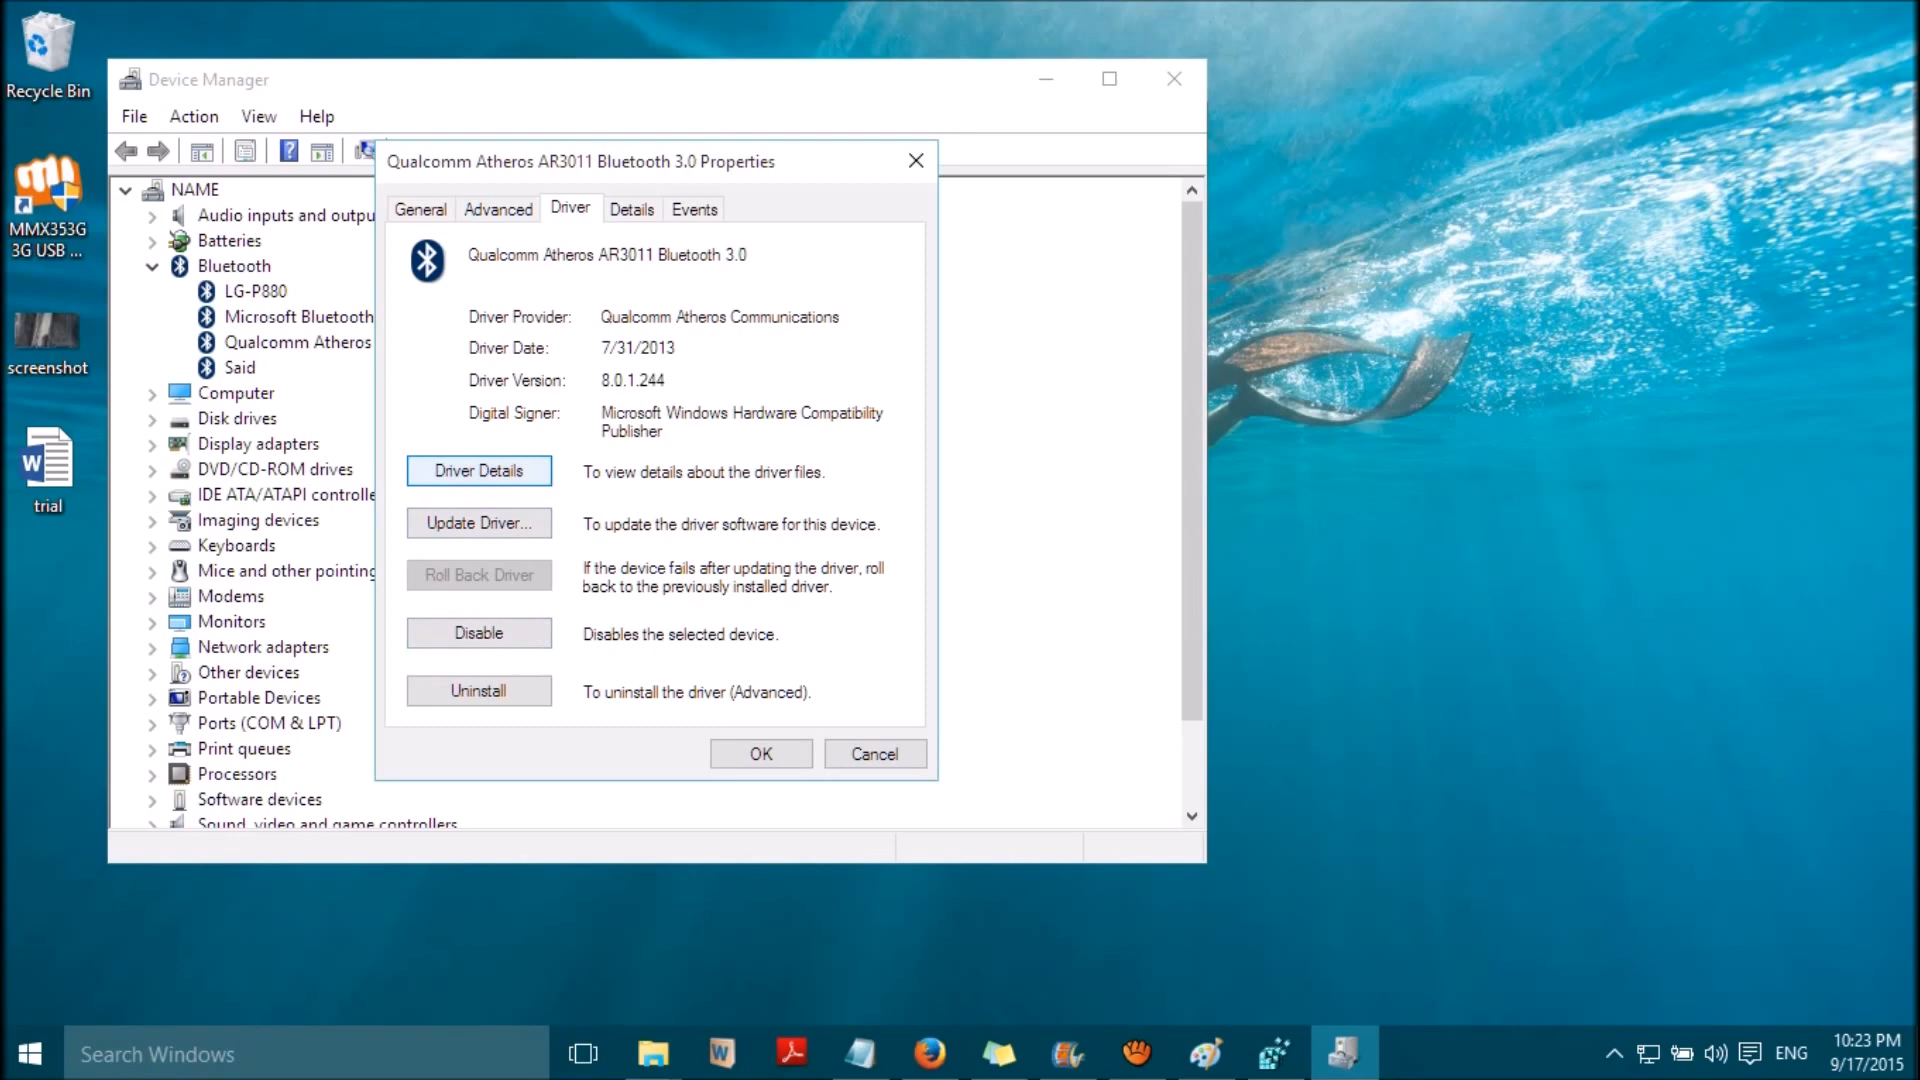 Recycle Bin
MMX353G
3G USB ...
screenshot
trial
Device Manager
File Action View Help
NAME
Audio inputs and outpu
Batteries
Bluetooth
LG-P880
Microsoft Bluetooth
Qualcomm Atheros
Said
Computer
Disk drives
Display adapters
DVD/CD-ROM drives
IDE ATA/ATAPI controlle
Imaging devices
Keyboards
Mice and other pointing
Modems
Monitors
Network adapters
Other devices
Portable Devices
Ports (COM & LPT)
Print queues
Processors
Software devices
Sound, video and game controllers
Qualcomm Atheros AR3011 Bluetooth 3.0 Properties
General Advanced Driver Details Events
Qualcomm Atheros AR3011 Bluetooth 3.0
Driver Provider: Qualcomm Atheros Communications
Driver Date: 7/31/2013
Driver Version: 8.0.1.244
Digital Signer: Microsoft Windows Hardware Compatibility
Publisher
Driver Details To view details about the driver files.
Update Driver... To update the driver software for this device.
Roll Back Driver If the device fails after updating the driver, roll
back to the previously installed driver.
Disable Disables the selected device.
Uninstall To uninstall the driver (Advanced).
OK Cancel
Search Windows
ENG
10:23 PM
9/17/2015